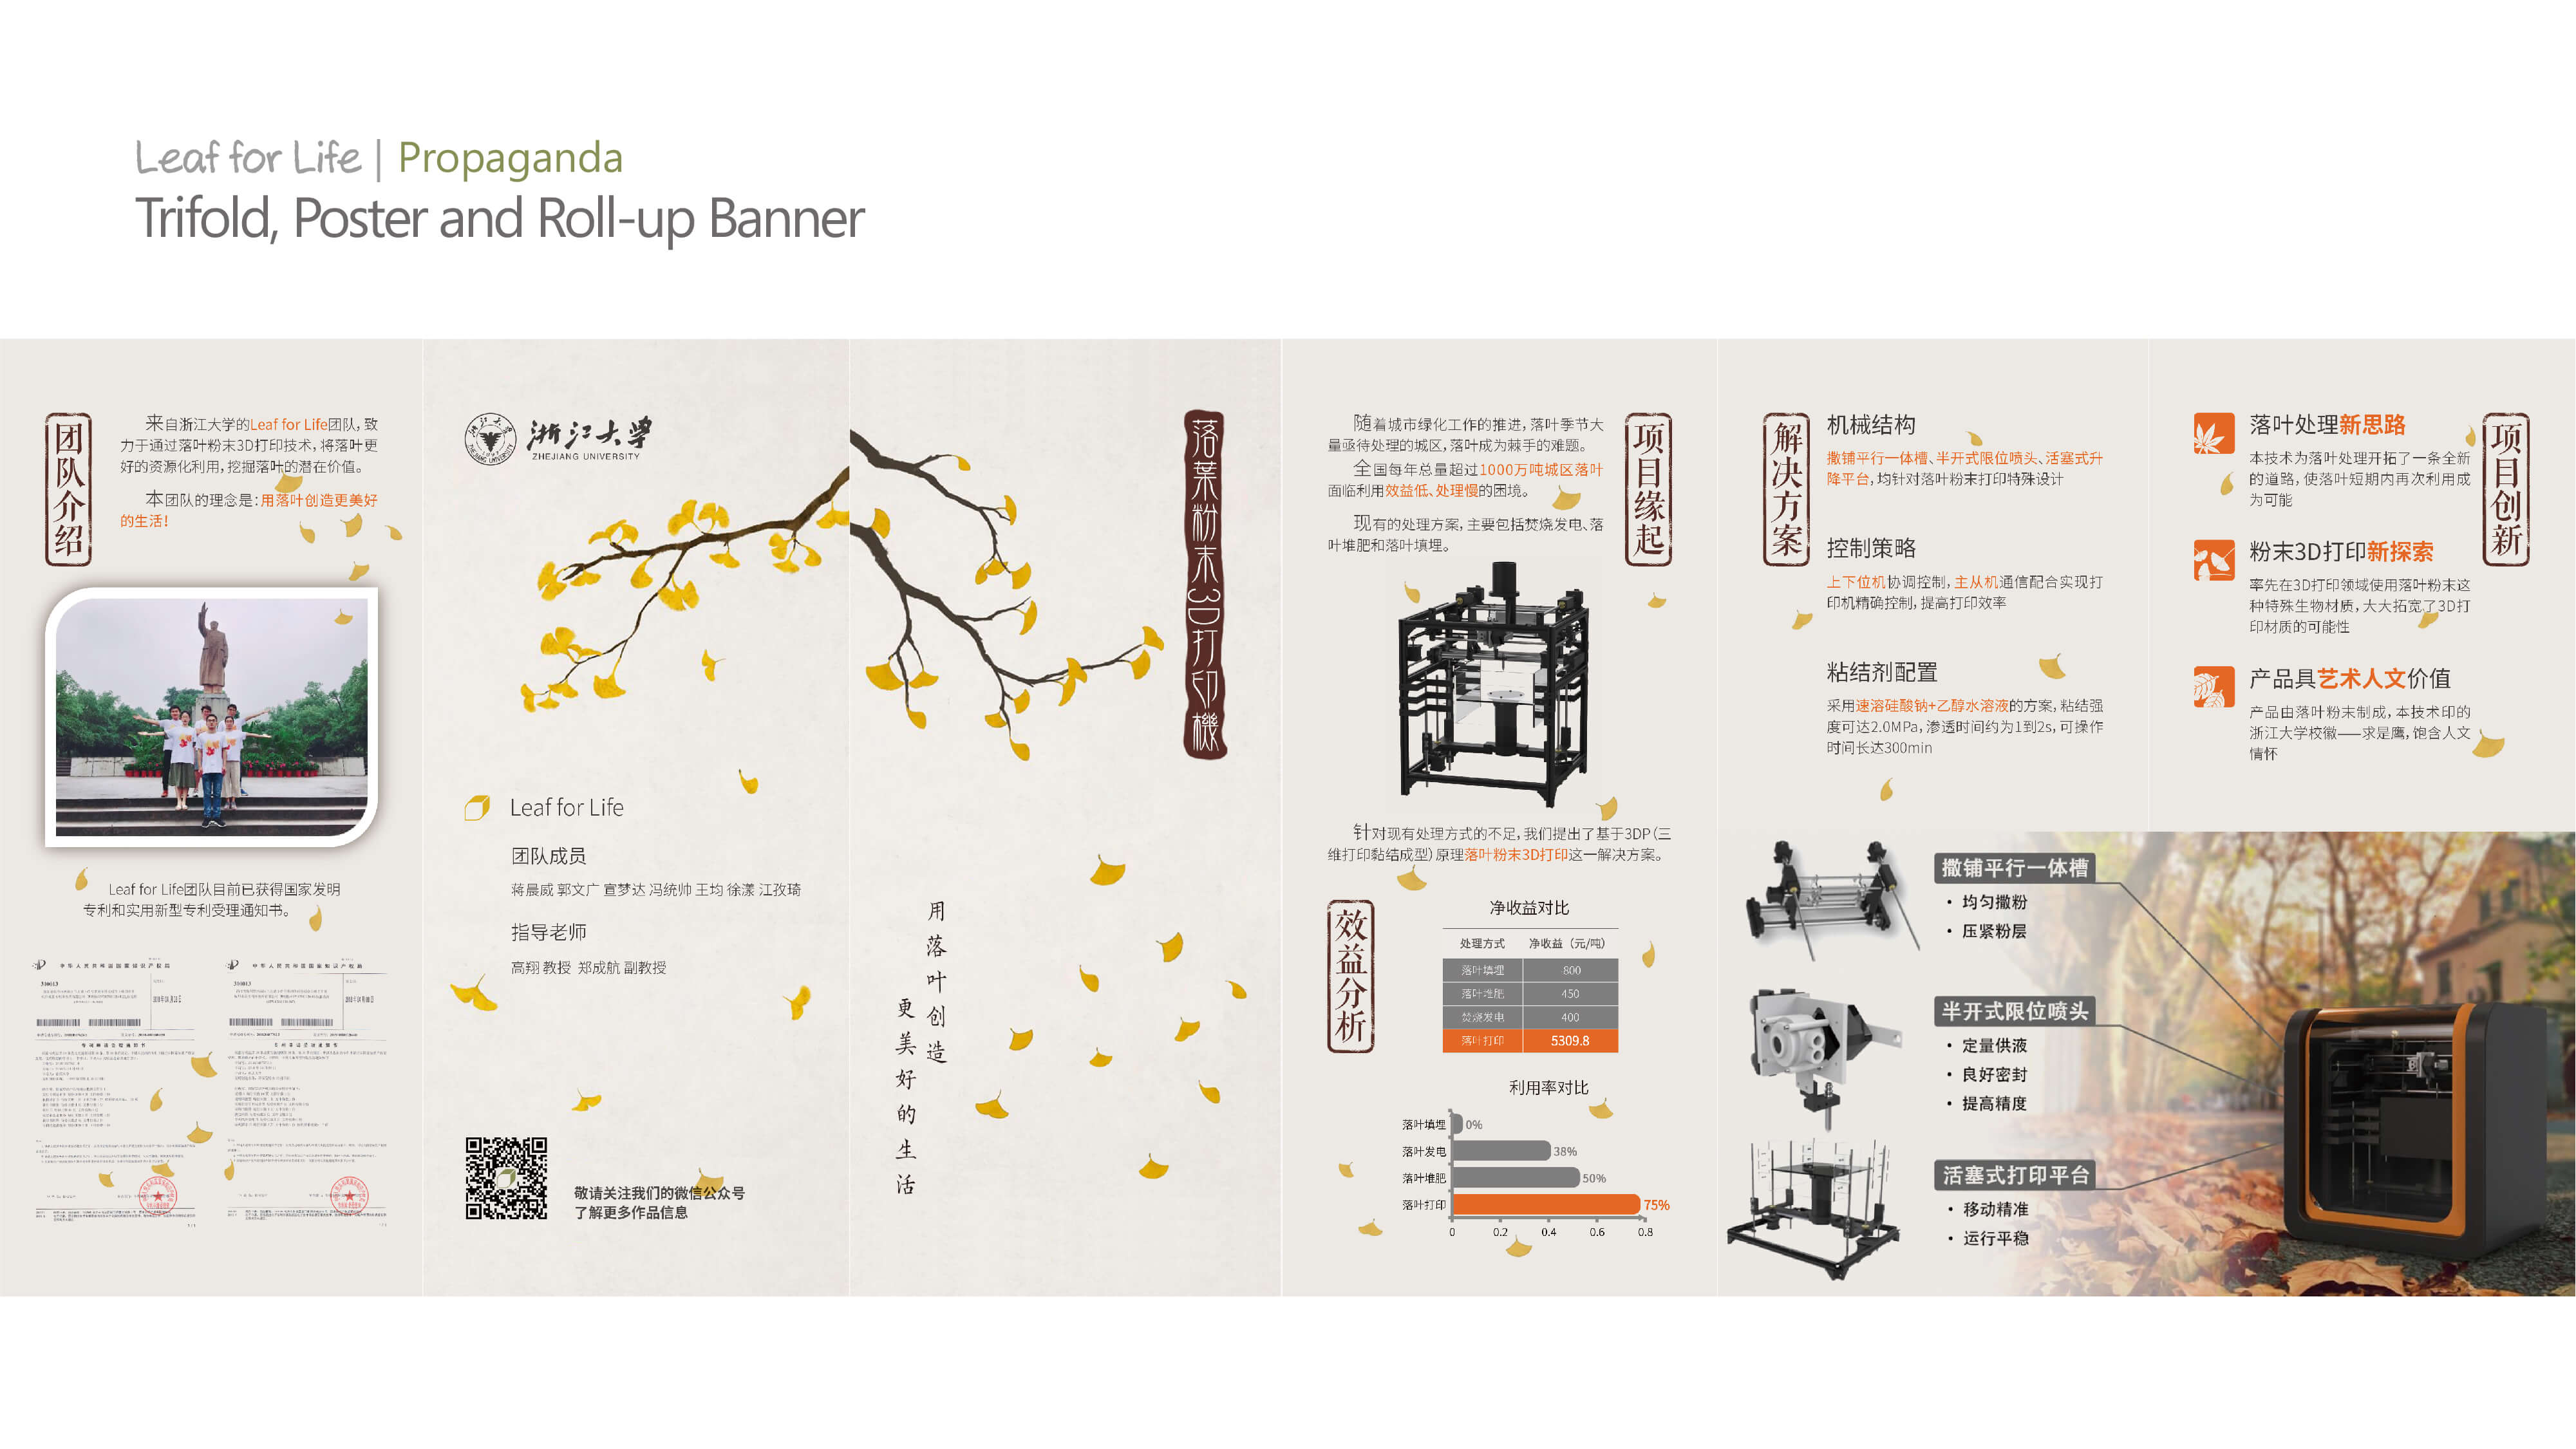 Leaf for Life | Propaganda
Trifold, Poster and Roll-up Banner
团队介绍
来自浙江大学的Leaf for Life团队,致
力于通过落叶粉末3D打印技术,将落叶更
好的资源化利用,挖掘落叶的潜在价值。
本团队的理念是:用落叶创造更美好
的生活!
Leaf for Life团队目前已获得国家发明
专利和实用新型专利受理通知书。
中华人民共和国国家知识产权局
中华人民共和国国家知识产权局
浙江大学
ZHEJIANG UNIVERSITY
Leaf for Life
团队成员
蒋晨威 郭文广 宣梦达 冯统帅 王均 徐漾 江孜琦
指导老师
高翔 教授 郑成航 副教授
敬请关注我们的微信公众号
了解更多作品信息
落葉粉末3D打印機
用落叶创造
更美好的生活
项目缘起
随着城市绿化工作的推进,落叶季节大
量亟待处理的城区,落叶成为棘手的难题。
全国每年总量超过1000万吨城区落叶
面临利用效益低、处理慢的困境。
现有的处理方案,主要包括焚烧发电、落
叶堆肥和落叶填埋。
针对现有处理方式的不足,我们提出了基于3DP(三
维打印黏结成型)原理落叶粉末3D打印这一解决方案。
效益分析
净收益对比
处理方式 净收益(元/吨)
落叶填埋 800
落叶堆肥 450
焚烧发电 400
落叶打印 5309.8
利用率对比
落叶填埋 0%
落叶发电 38%
落叶堆肥 50%
落叶打印 75%
0 0.2 0.4 0.6 0.8
解决方案
机械结构
撒铺平行一体槽、半开式限位喷头、活塞式升
降平台,均针对落叶粉末打印特殊设计
控制策略
上下位机协调控制,主从机通信配合实现打
印机精确控制,提高打印效率
粘结剂配置
采用速溶硅酸钠+乙醇水溶液的方案,粘结强
度可达2.0MPa,渗透时间约为1到2s,可操作
时间长达300min
项目创新
落叶处理新思路
本技术为落叶处理开拓了一条全新
的道路,使落叶短期内再次利用成
为可能
粉末3D打印新探索
率先在3D打印领域使用落叶粉末这
种特殊生物材质,大大拓宽了3D打
印材质的可能性
产品具艺术人文价值
产品由落叶粉末制成,本技术印的
浙江大学校徽——求是鹰,饱含人文
情怀
撒铺平行一体槽
• 均匀撒粉
• 压紧粉层
半开式限位喷头
• 定量供液
• 良好密封
• 提高精度
活塞式打印平台
• 移动精准
• 运行平稳